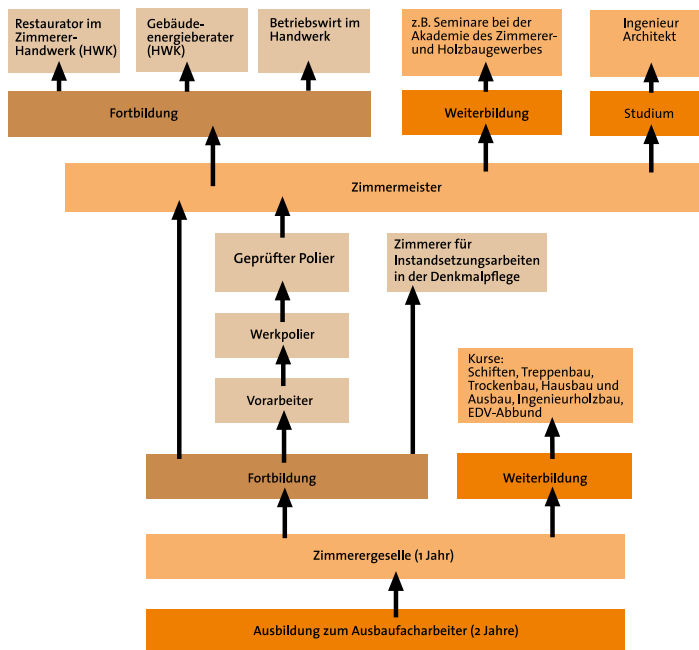 Restaurator im
Zimmerer-
Handwerk (HWK)
Gebäude-
energieberater
(HWK)
Betriebswirt im
Handwerk
z.B. Seminare bei der
Akademie des Zimmerer-
und Holzbaugewerbes
Ingenieur
Architekt
Fortbildung
Weiterbildung
Studium
Zimmermeister
Geprüfter Polier
Zimmerer für
Instandsetzungsarbeiten
in der Denkmalpflege
Werkpolier
Kurse:
Schiften, Treppenbau,
Trockenbau, Hausbau und
Ausbau, Ingenieurholzbau,
EDV-Abbund
Vorarbeiter
Fortbildung
Weiterbildung
Zimmerergeselle (1 Jahr)
Ausbildung zum Ausbaufacharbeiter (2 Jahre)